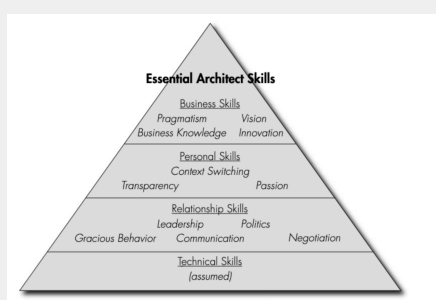 Essential Architect Skills
Business Skills
Pragmatism Vision
Business Knowledge Innovation
Personal Skills
Context Switching
Transparency Passion
Relationship Skills
Leadership Politics
Gracious Behavior Communication Negotiation
Technical Skills
(assumed)